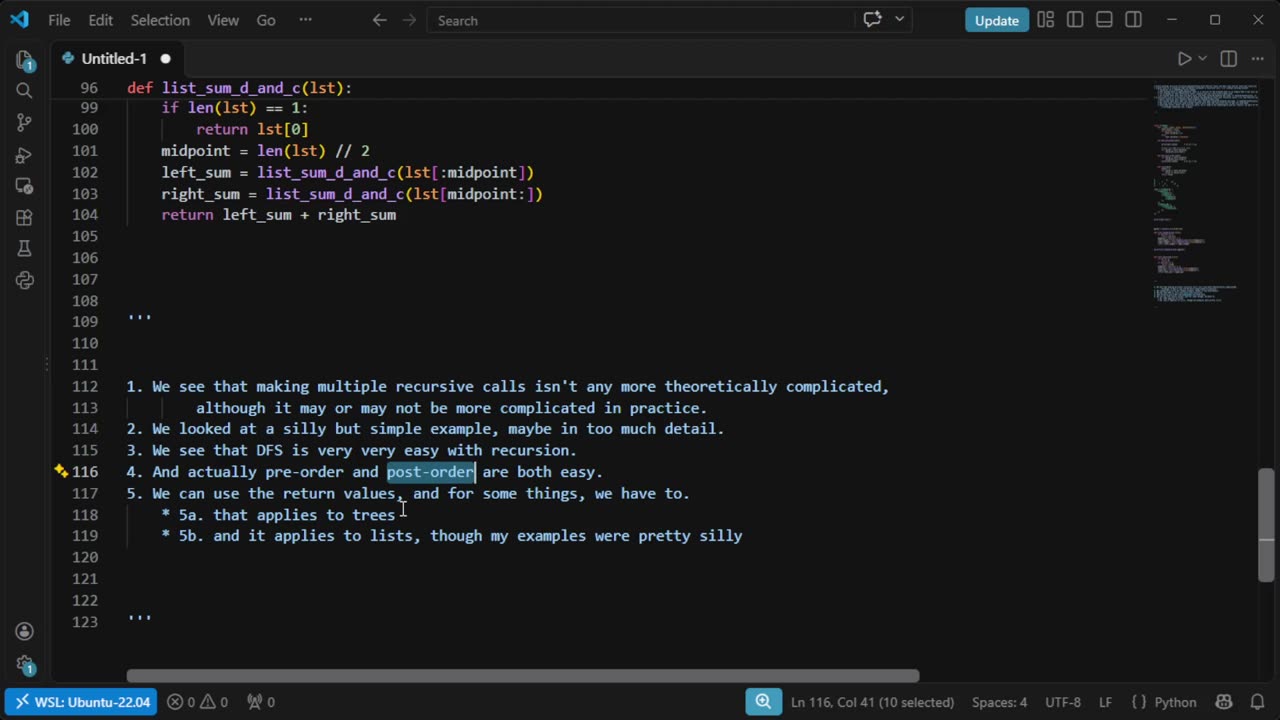 File Edit Selection View Go ··· Search Update
Untitled-1
96 def list_sum_d_and_c(lst):
99 if len(lst) == 1:
100 return lst[0]
101 midpoint = len(lst) // 2
102 left_sum = list_sum_d_and_c(lst[:midpoint])
103 right_sum = list_sum_d_and_c(lst[midpoint:])
104 return left_sum + right_sum
105
106
107
108
109 '''
110
111
112 1. We see that making multiple recursive calls isn't any more theoretically complicated,
113 although it may or may not be more complicated in practice.
114 2. We looked at a silly but simple example, maybe in too much detail.
115 3. We see that DFS is very very easy with recursion.
116 4. And actually pre-order and post-order are both easy.
117 5. We can use the return values, and for some things, we have to.
118 * 5a. that applies to trees
119 * 5b. and it applies to lists, though my examples were pretty silly
120
121
122
123 '''
1
1
WSL: Ubuntu-22.04 0 0 0 Ln 116, Col 41 (10 selected) Spaces: 4 UTF-8 LF { } Python